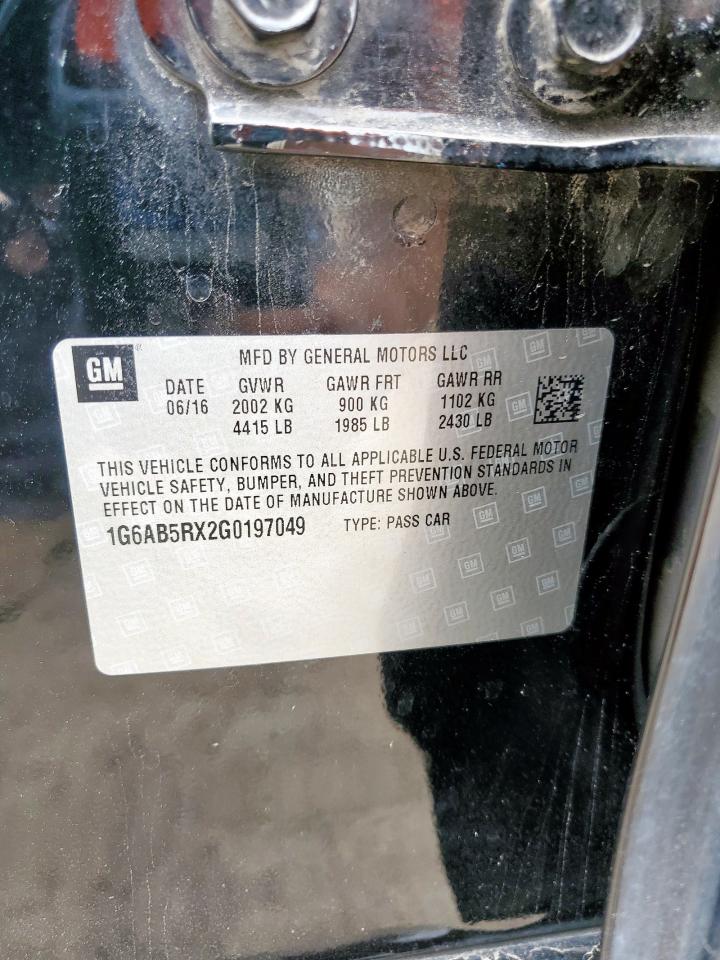 GM
MFD BY GENERAL MOTORS LLC
DATE GVWR GAWR FRT GAWR RR
06/16 2002 KG 900 KG 1102 KG
4415 LB 1985 LB 2430 LB
THIS VEHICLE CONFORMS TO ALL APPLICABLE U.S. FEDERAL MOTOR
VEHICLE SAFETY, BUMPER, AND THEFT PREVENTION STANDARDS IN
EFFECT ON THE DATE OF MANUFACTURE SHOWN ABOVE.
1G6AB5RX2G0197049 TYPE: PASS CAR